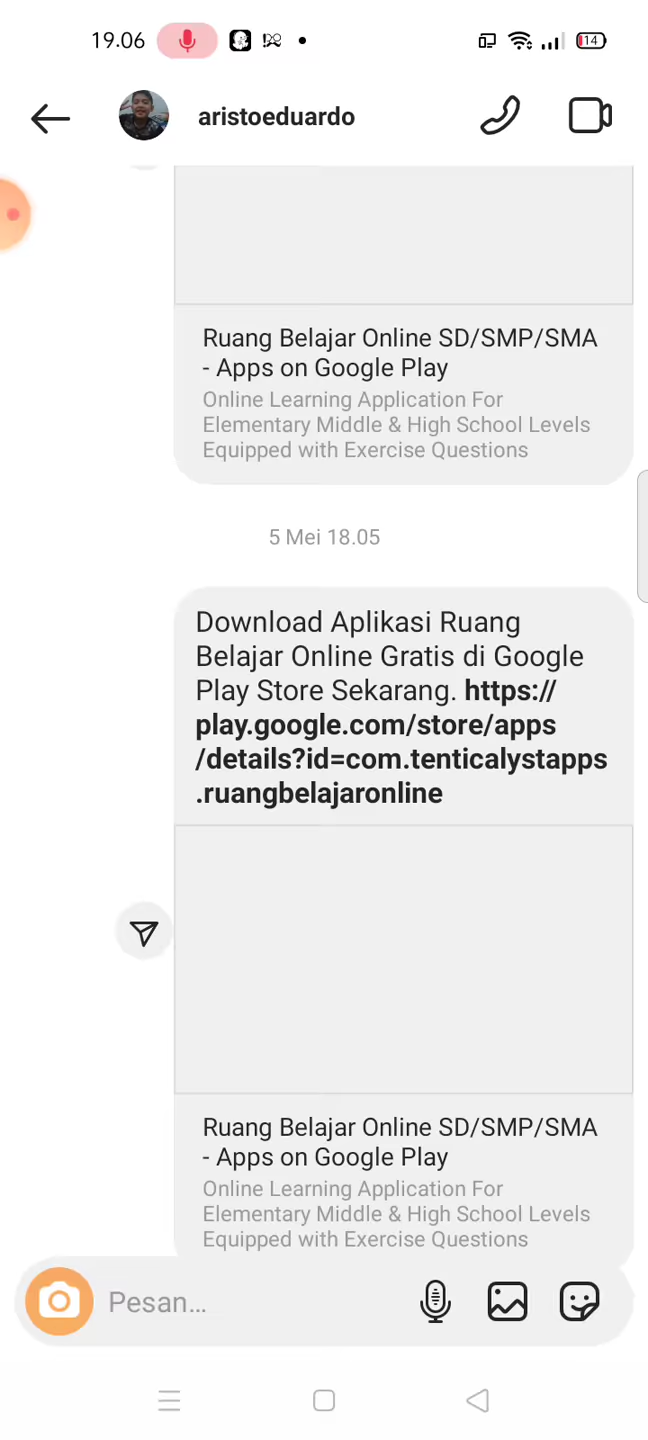 19.06
14
aristoeduardo
Ruang Belajar Online SD/SMP/SMA
- Apps on Google Play
Online Learning Application For
Elementary Middle & High School Levels
Equipped with Exercise Questions
5 Mei 18.05
Download Aplikasi Ruang
Belajar Online Gratis di Google
Play Store Sekarang. https://
play.google.com/store/apps
/details?id=com.tenticalystapps
.ruangbelajaronline
Ruang Belajar Online SD/SMP/SMA
- Apps on Google Play
Online Learning Application For
Elementary Middle & High School Levels
Equipped with Exercise Questions
Pesan...